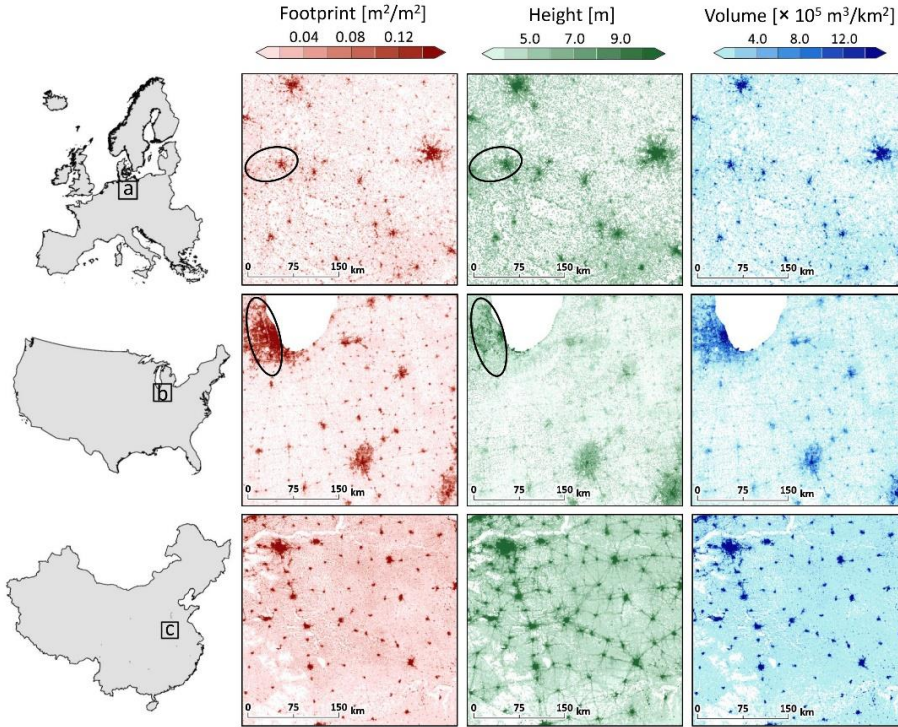 Footprint [m²/m²] Height [m] Volume [× 10⁵ m³/km²]
0.04 0.08 0.12 5.0 7.0 9.0 4.0 8.0 12.0
a
0 75 150 km 0 75 150 km 0 75 150 km
b
0 75 150 km 0 75 150 km 0 75 150 km
c
0 75 150 km 0 75 150 km 0 75 150 km